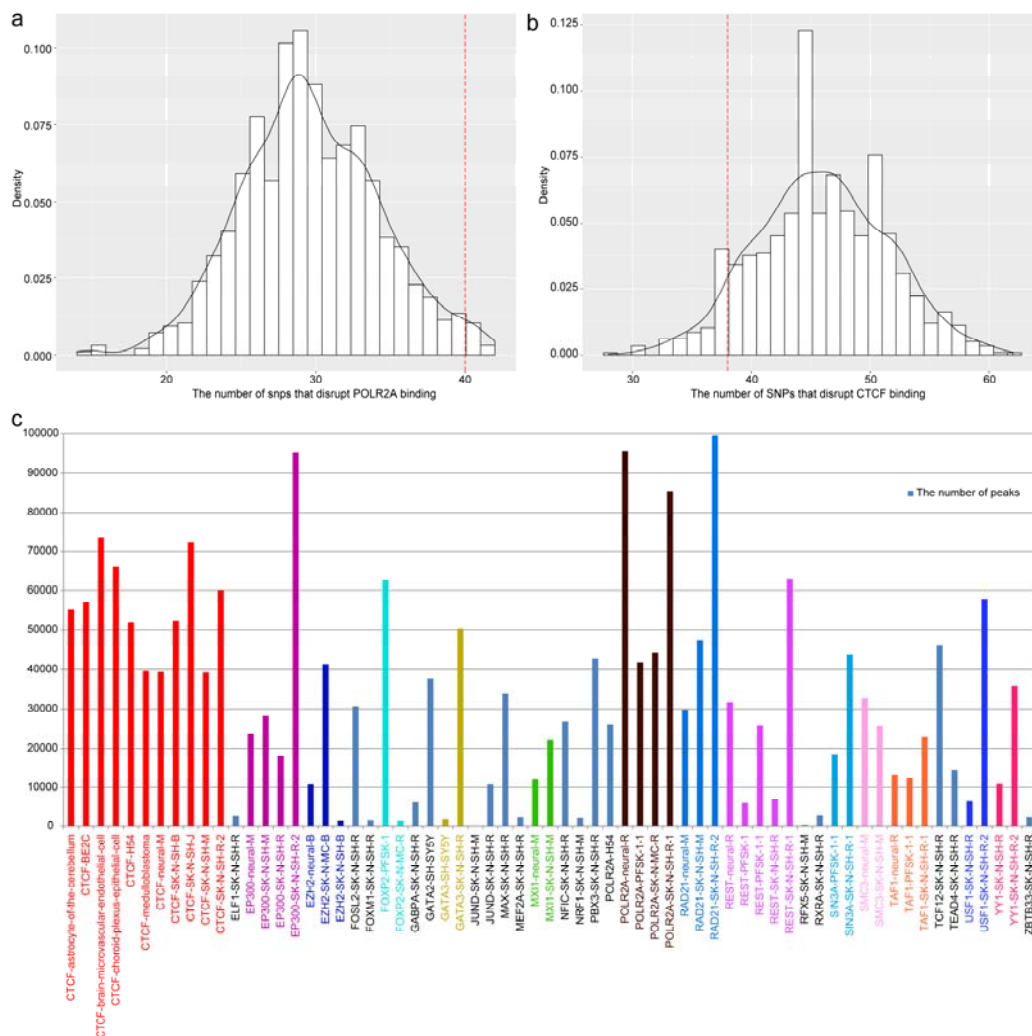 a
0.100
0.075
0.050
0.025
0.000
Density
20
30
40
The number of snps that disrupt POLR2A binding
b
0.125
0.100
0.075
0.050
0.025
0.000
Density
30
40
50
60
The number of SNPs that disrupt CTCF binding
c
100000
90000
80000
70000
60000
50000
40000
30000
20000
10000
0
The number of peaks
CTCF-astrocyte-of-the-cerebellum
CTCF-BE2C
CTCF-brain-microvascular-endothelial-cell
CTCF-choroid-plexus-epithelial-cell
CTCF-H54
CTCF-medulloblastoma
CTCF-neural-M
CTCF-SK-N-SH-B
CTCF-SK-N-SH-J
CTCF-SK-N-SH-M
CTCF-SK-N-SH-R-2
ELF1-SK-N-SH-R
EP300-neural-M
EP300-SK-N-SH-M
EP300-SK-N-SH-R
EP300-SK-N-SH-R-2
EZH2-neural-B
EZH2-SK-N-MC-B
EZH2-SK-N-SH-B
FOSL2-SK-N-SH-R
FOXM1-SK-N-SH-R
FOXP2-PFSK-1
FOXP2-SK-N-MC-R
GABPA-SK-N-SH-R
GATA2-SH-SY5Y
GATA3-SH-SY5Y
GATA3-SK-N-SH-R
JUND-SK-N-SH-M
JUND-SK-N-SH-R
MAX-SK-N-SH-R
MEF2A-SK-N-SH-R
MXI1-neural-M
MXI1-SK-N-SH-M
NFIC-SK-N-SH-R
NRF1-SK-N-SH-M
PBX3-SK-N-SH-R
POLR2A-H54
POLR2A-neural-R
POLR2A-PFSK-1-1
POLR2A-SK-N-MC-R
POLR2A-SK-N-SH-R-1
RAD21-neural-M
RAD21-SK-N-SH-M
RAD21-SK-N-SH-R-2
REST-neural-R
REST-PFSK-1
REST-PFSK-1-1
REST-SK-N-SH-R
REST-SK-N-SH-R-1
RFX5-SK-N-SH-M
RXRA-SK-N-SH-R
SIN3A-PFSK-1-1
SIN3A-SK-N-SH-R-1
SMC3-neural-M
SMC3-SK-N-SH-M
TAF1-neural-R
TAF1-PFSK-1-1
TAF1-SK-N-SH-R-1
TCF12-SK-N-SH-R
TEAD4-SK-N-SH-R
USF1-SK-N-SH-R
USF1-SK-N-SH-R-2
YY1-SK-N-SH-R
YY1-SK-N-SH-R-2
ZBTB33-SK-N-SH-R